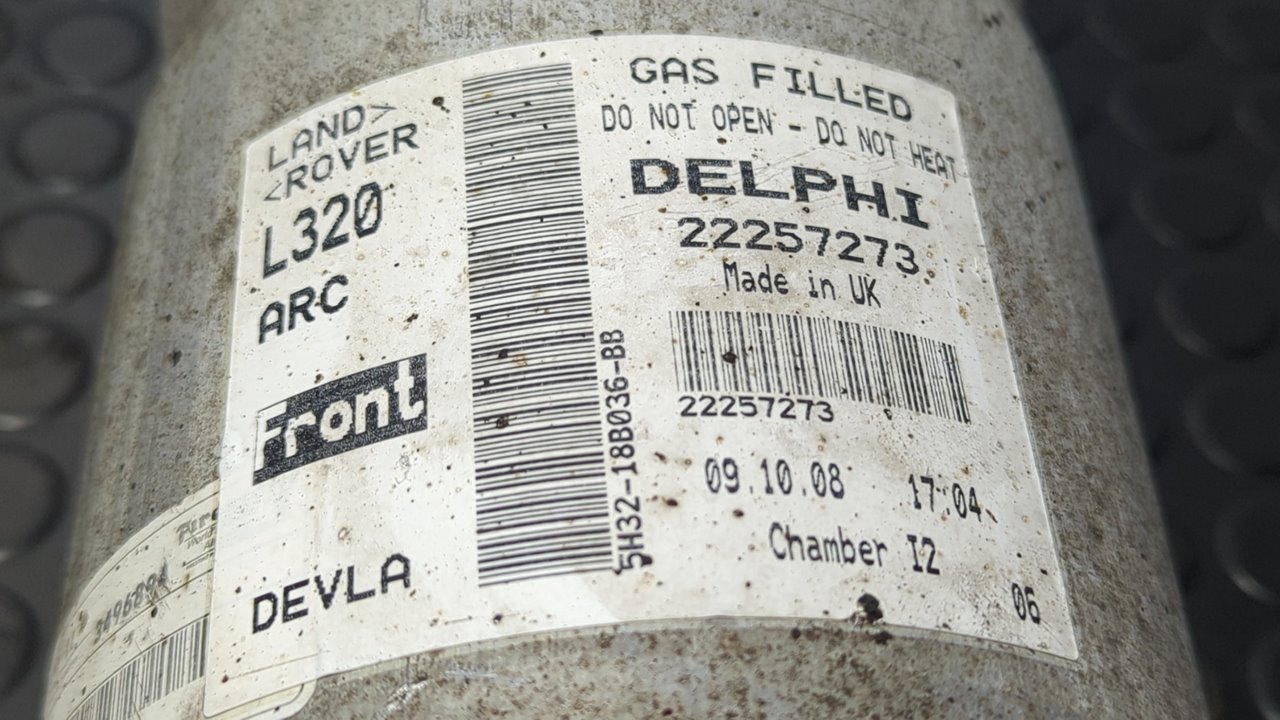 LAND>
<ROVER
L320
ARC
Front
DEVLA
5H32-18B036-BB
GAS FILLED
DO NOT OPEN - DO NOT HEAT
DELPHI
22257273
Made in UK
22257273
09.10.08 17:04
Chamber I2
06